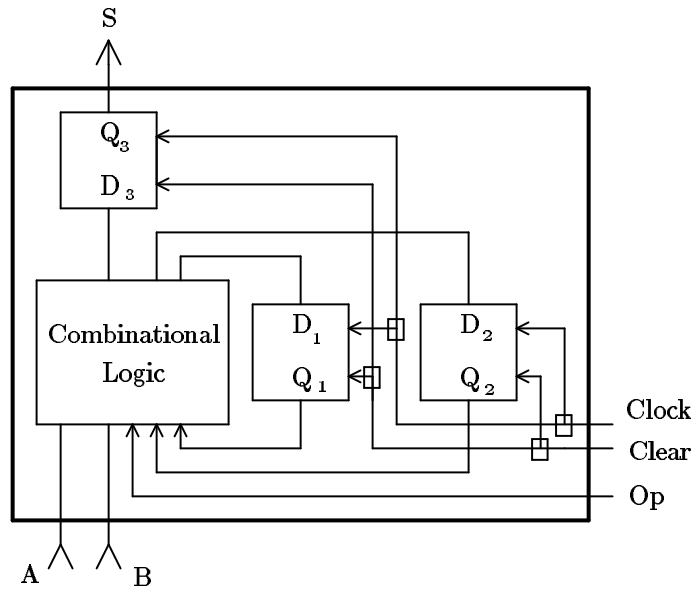 S
Q3
D3
Combinational
Logic
D1
Q1
D2
Q2
Clock
Clear
Op
A
B